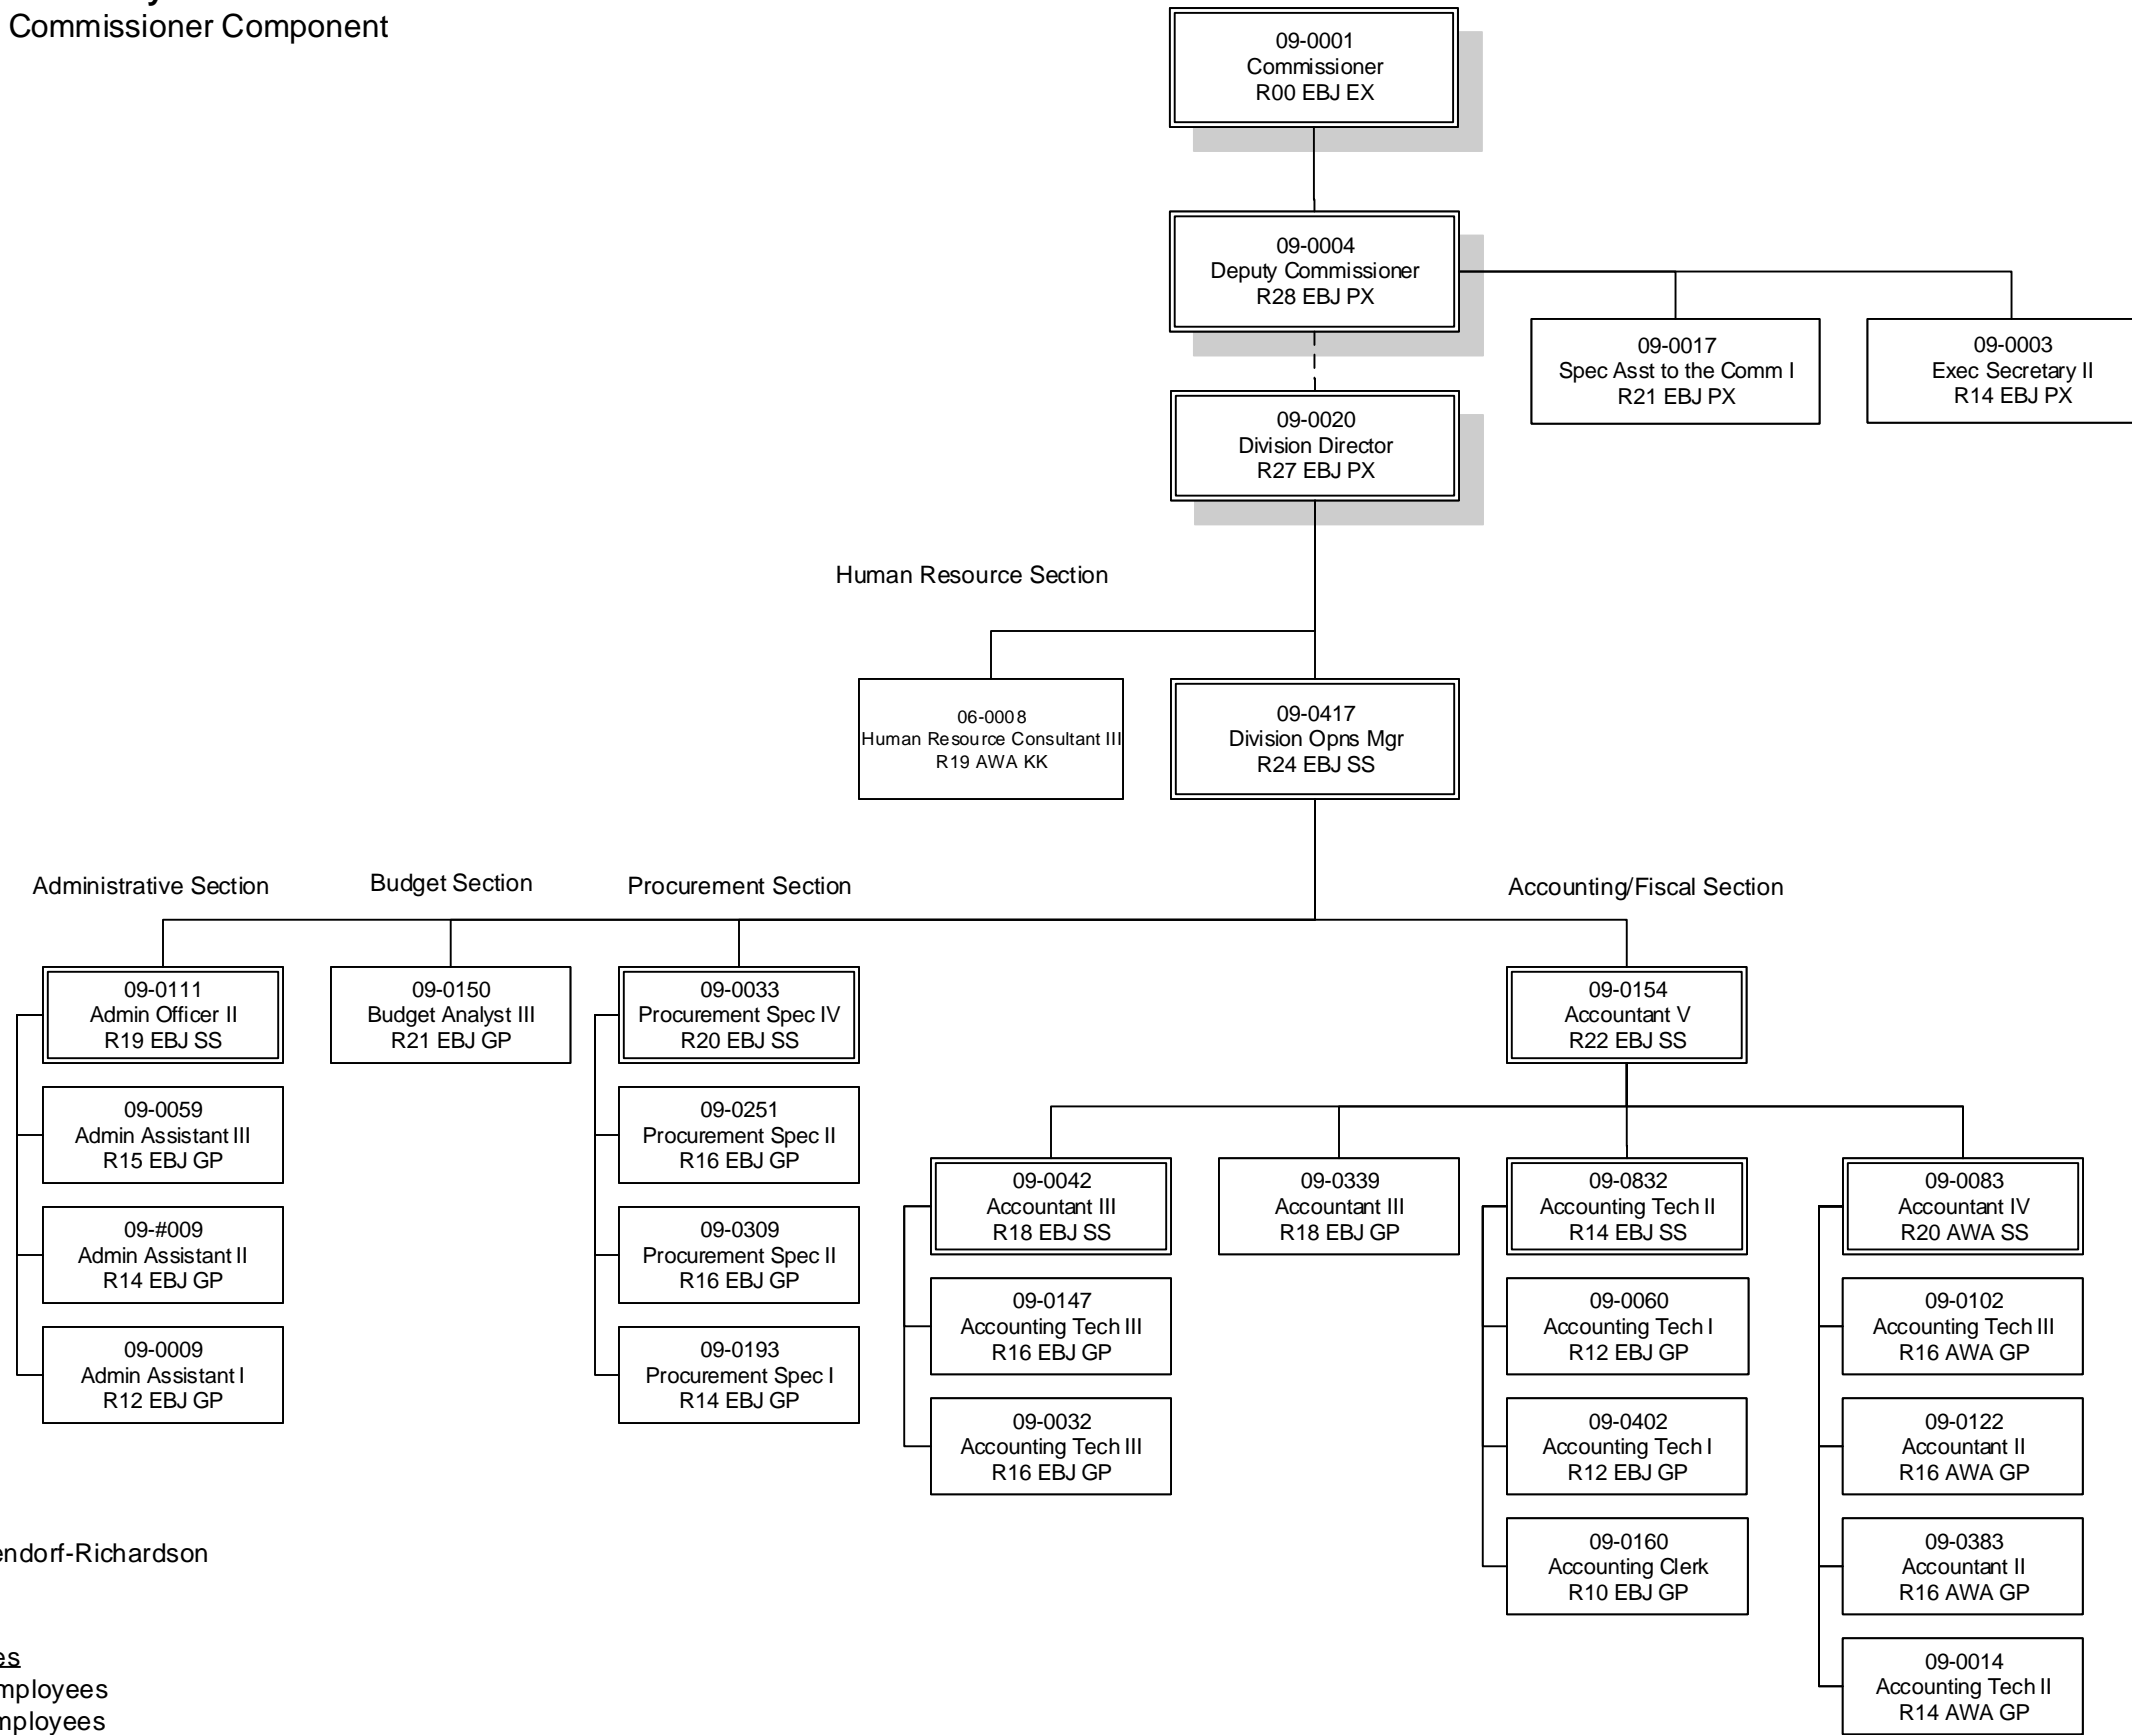 Commissioner Component
09-0001
Commissioner
R00 EBJ EX
09-0004
Deputy Commissioner
R28 EBJ PX
09-0017
Spec Asst to the Comm I
R21 EBJ PX
09-0003
Exec Secretary II
R14 EBJ PX
09-0020
Division Director
R27 EBJ PX
Human Resource Section
06-0008
Human Resource Consultant III
R19 AWA KK
09-0417
Division Opns Mgr
R24 EBJ SS
Administrative Section
Budget Section
Procurement Section
Accounting/Fiscal Section
09-0111
Admin Officer II
R19 EBJ SS
09-0059
Admin Assistant III
R15 EBJ GP
09-#009
Admin Assistant II
R14 EBJ GP
09-0009
Admin Assistant I
R12 EBJ GP
09-0150
Budget Analyst III
R21 EBJ GP
09-0033
Procurement Spec IV
R20 EBJ SS
09-0251
Procurement Spec II
R16 EBJ GP
09-0309
Procurement Spec II
R16 EBJ GP
09-0193
Procurement Spec I
R14 EBJ GP
09-0154
Accountant V
R22 EBJ SS
09-0042
Accountant III
R18 EBJ SS
09-0147
Accounting Tech III
R16 EBJ GP
09-0032
Accounting Tech III
R16 EBJ GP
09-0339
Accountant III
R18 EBJ GP
09-0832
Accounting Tech II
R14 EBJ SS
09-0060
Accounting Tech I
R12 EBJ GP
09-0402
Accounting Tech I
R12 EBJ GP
09-0160
Accounting Clerk
R10 EBJ GP
09-0083
Accountant IV
R20 AWA SS
09-0102
Accounting Tech III
R16 AWA GP
09-0122
Accountant II
R16 AWA GP
09-0383
Accountant II
R16 AWA GP
09-0014
Accounting Tech II
R14 AWA GP
endorf-Richardson
es
mployees
mployees